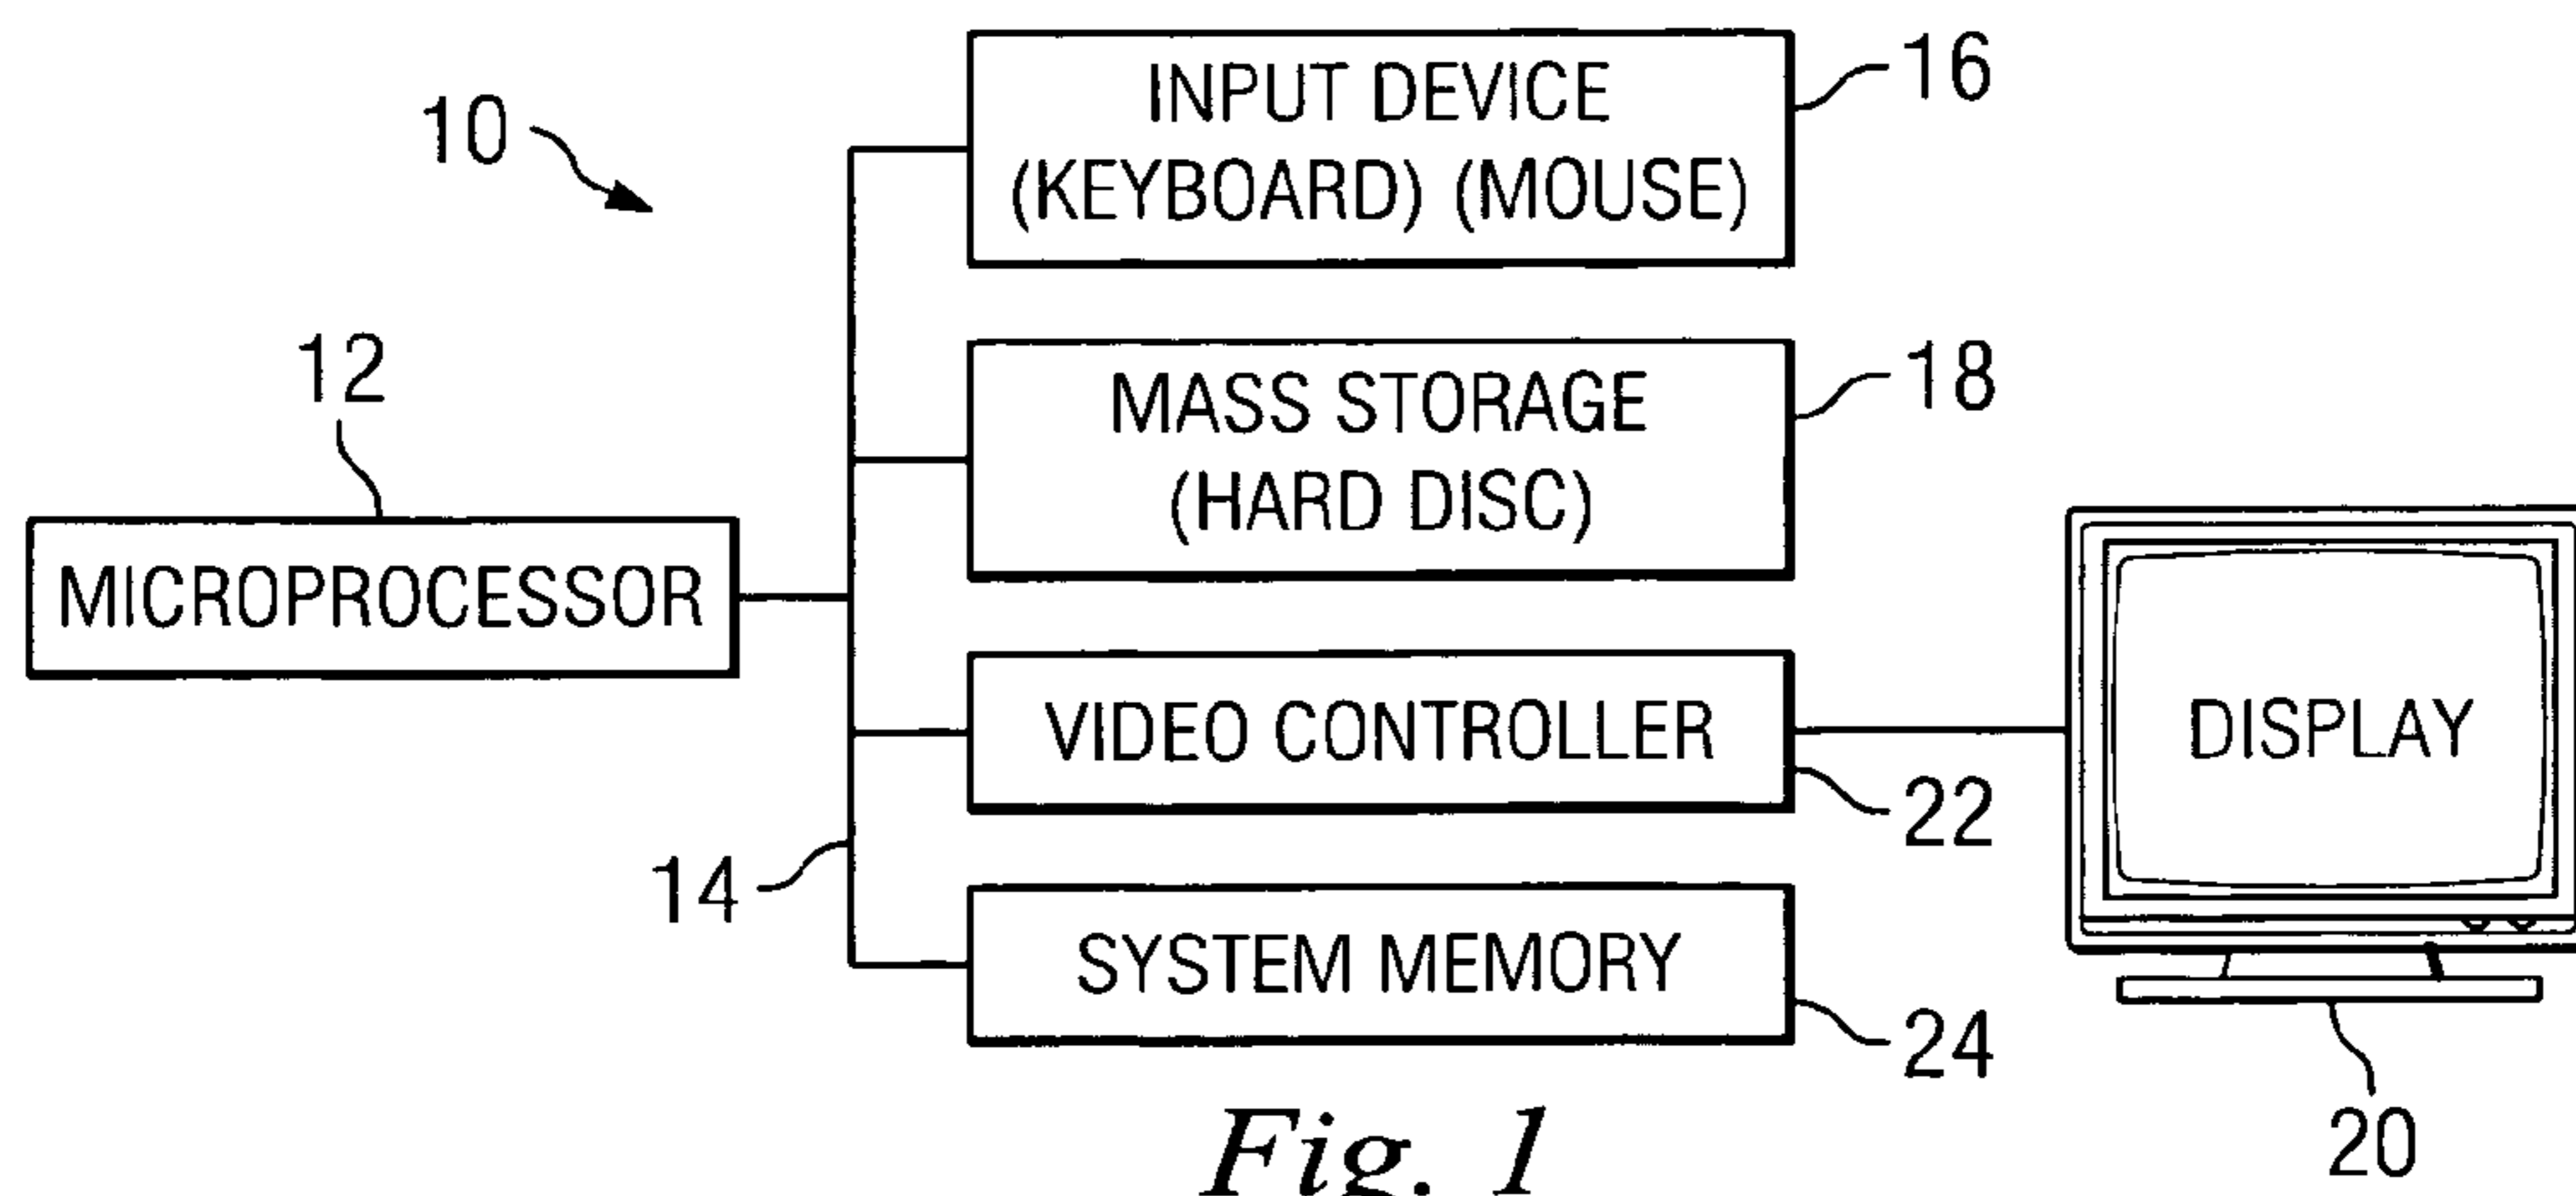 10
INPUT DEVICE
(KEYBOARD) (MOUSE)
16
12
MASS STORAGE
(HARD DISC)
18
MICROPROCESSOR
VIDEO CONTROLLER
22
DISPLAY
14
SYSTEM MEMORY
24
20
Fig. 1